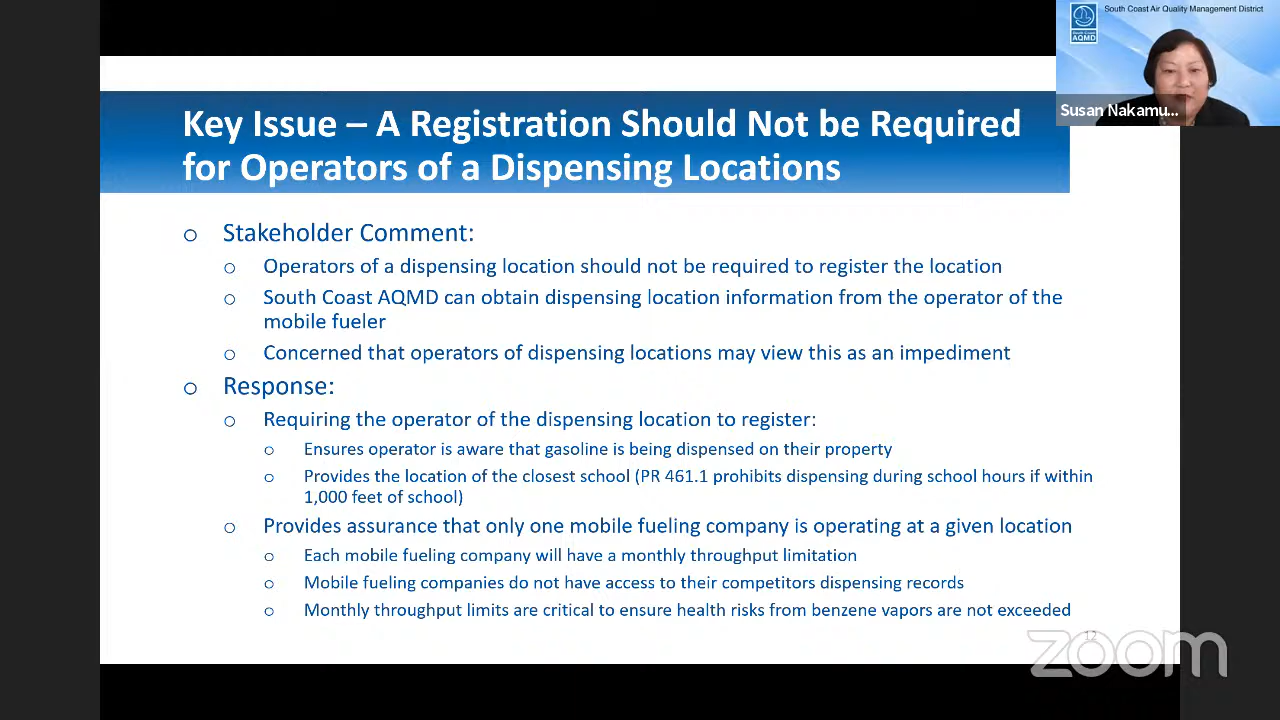 South Coast Air Quality Management District
South Coast
AQMD
Susan Nakamu...
Key Issue – A Registration Should Not be Required
for Operators of a Dispensing Locations
o Stakeholder Comment:
o Operators of a dispensing location should not be required to register the location
o South Coast AQMD can obtain dispensing location information from the operator of the
mobile fueler
o Concerned that operators of dispensing locations may view this as an impediment
o Response:
o Requiring the operator of the dispensing location to register:
o Ensures operator is aware that gasoline is being dispensed on their property
o Provides the location of the closest school (PR 461.1 prohibits dispensing during school hours if within
1,000 feet of school)
o Provides assurance that only one mobile fueling company is operating at a given location
o Each mobile fueling company will have a monthly throughput limitation
o Mobile fueling companies do not have access to their competitors dispensing records
o Monthly throughput limits are critical to ensure health risks from benzene vapors are not exceeded
12
zoom